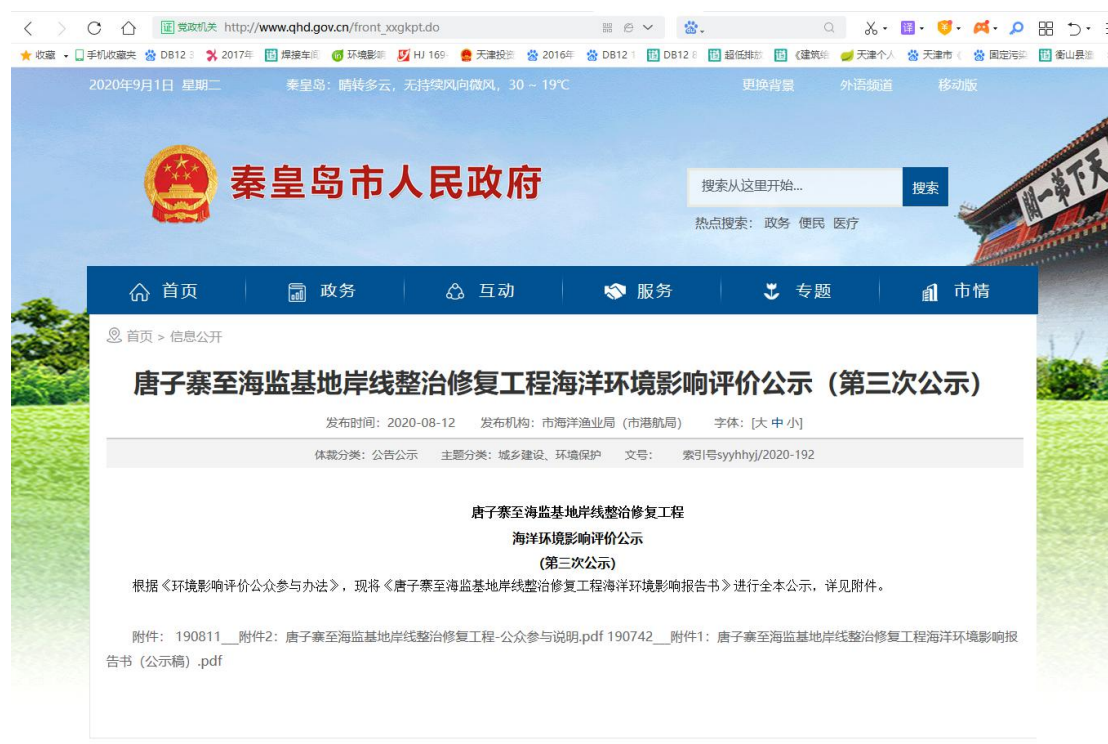 证 党政机关 http://www.qhd.gov.cn/front_xxgkpt.do
收藏 手机收藏夹 DB12 3 2017年 焊接车间 环境影响 HJ 169- 天津投资 2016年 DB12 1 DB12 8 超低排放 《建筑给 天津个人 天津市《 固定污染 衡山县
2020年9月1日 星期二 秦皇岛：晴转多云，无持续风向微风，30 ~ 19℃ 更换背景 外语频道 移动版
秦皇岛市人民政府
天下第一关
搜索从这里开始... 搜索
热点搜索： 政务 便民 医疗
首页 政务 互动 服务 专题 市情
首页 > 信息公开
唐子寨至海监基地岸线整治修复工程海洋环境影响评价公示（第三次公示）
发布时间：2020-08-12 发布机构：市海洋渔业局（市港航局） 字体：[大 中 小]
体裁分类：公告公示 主题分类：城乡建设、环境保护 文号： 索引号syyhhyj/2020-192
唐子寨至海监基地岸线整治修复工程
海洋环境影响评价公示
(第三次公示)
根据《环境影响评价公众参与办法》，现将《唐子寨至海监基地岸线整治修复工程海洋环境影响报告书》进行全本公示，详见附件。
附件： 190811__附件2：唐子寨至海监基地岸线整治修复工程-公众参与说明.pdf 190742__附件1：唐子寨至海监基地岸线整治修复工程海洋环境影响报
告书（公示稿）.pdf